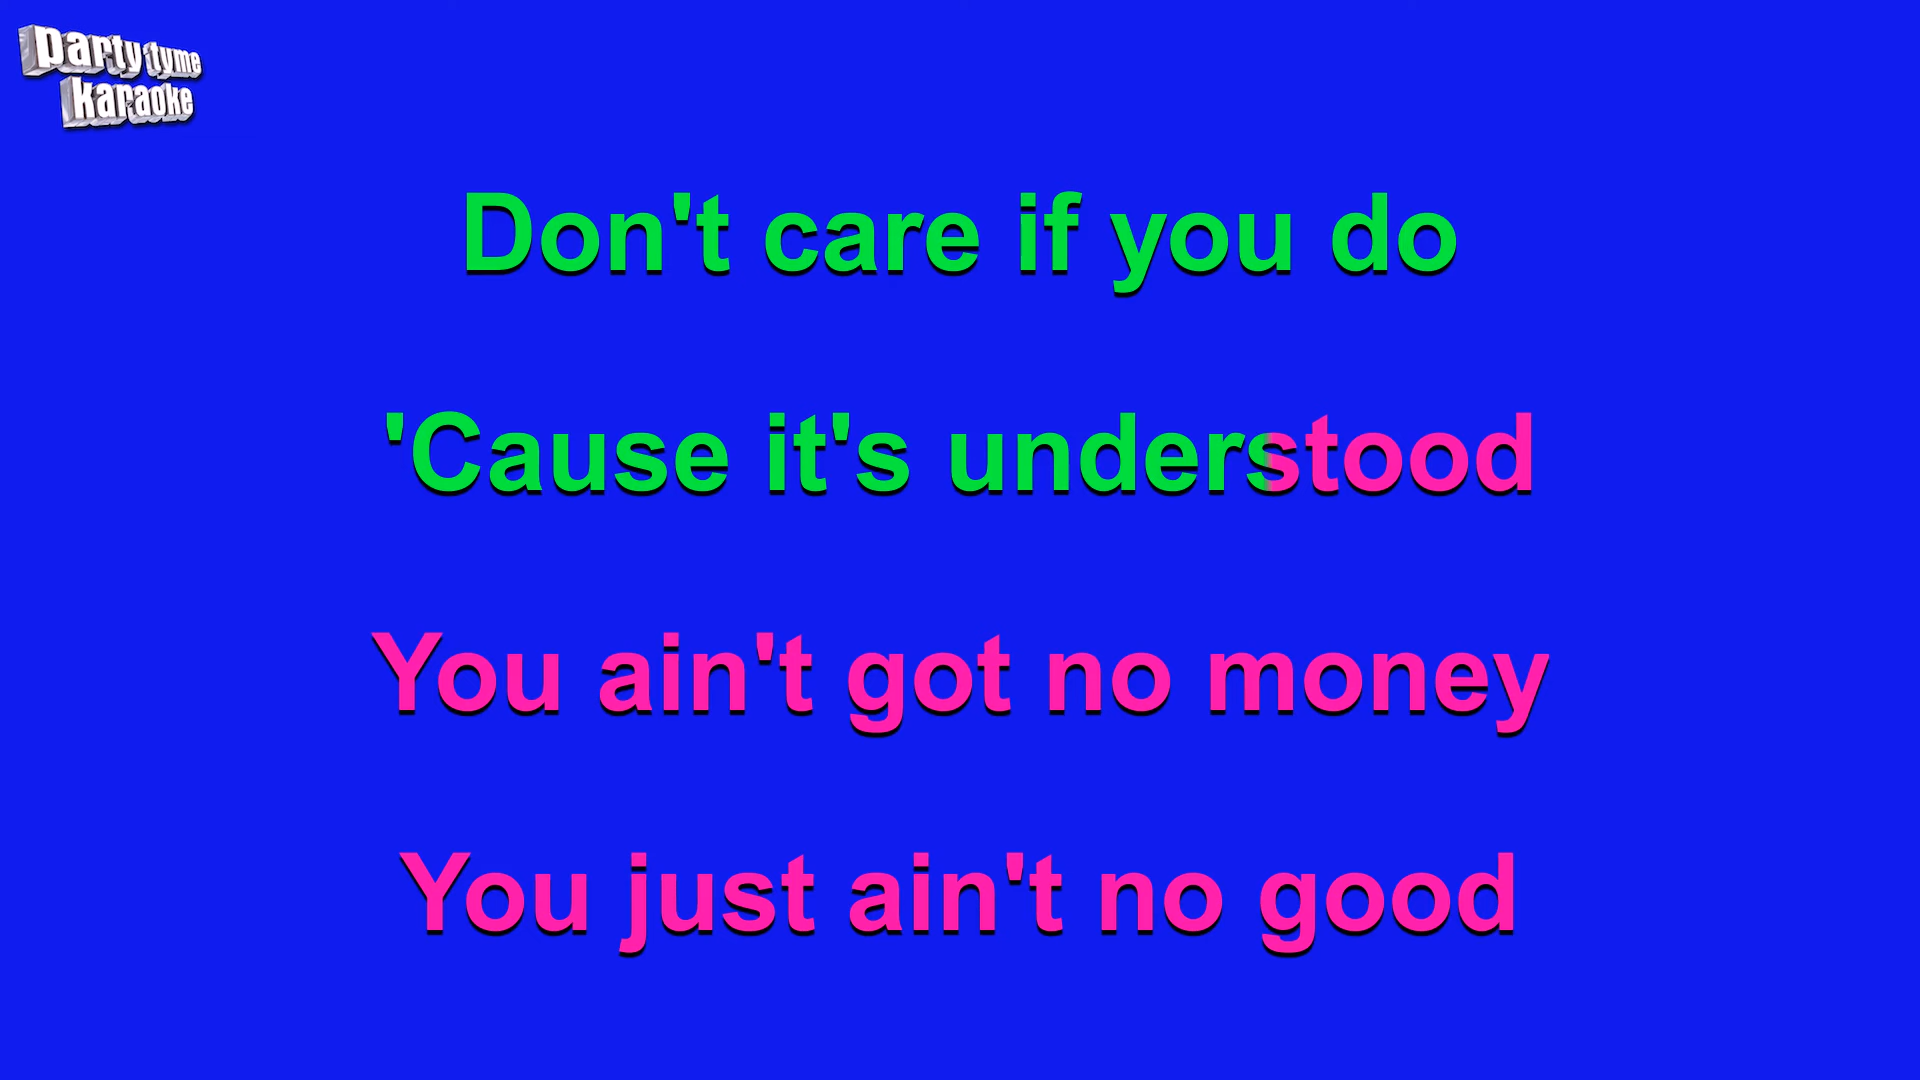 party tyme
karaoke
Don't care if you do
'Cause it's understood
You ain't got no money
You just ain't no good